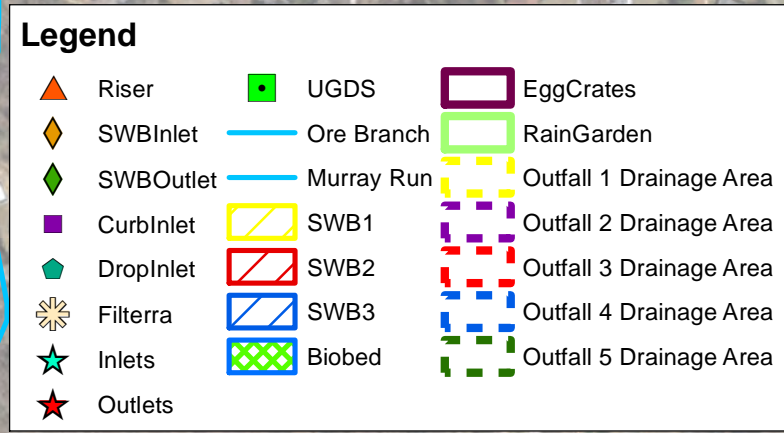 Legend
Riser
SWBInlet
SWBOutlet
CurbInlet
DropInlet
Filterra
Inlets
Outlets
UGDS
Ore Branch
Murray Run
SWB1
SWB2
SWB3
Biobed
EggCrates
RainGarden
Outfall 1 Drainage Area
Outfall 2 Drainage Area
Outfall 3 Drainage Area
Outfall 4 Drainage Area
Outfall 5 Drainage Area